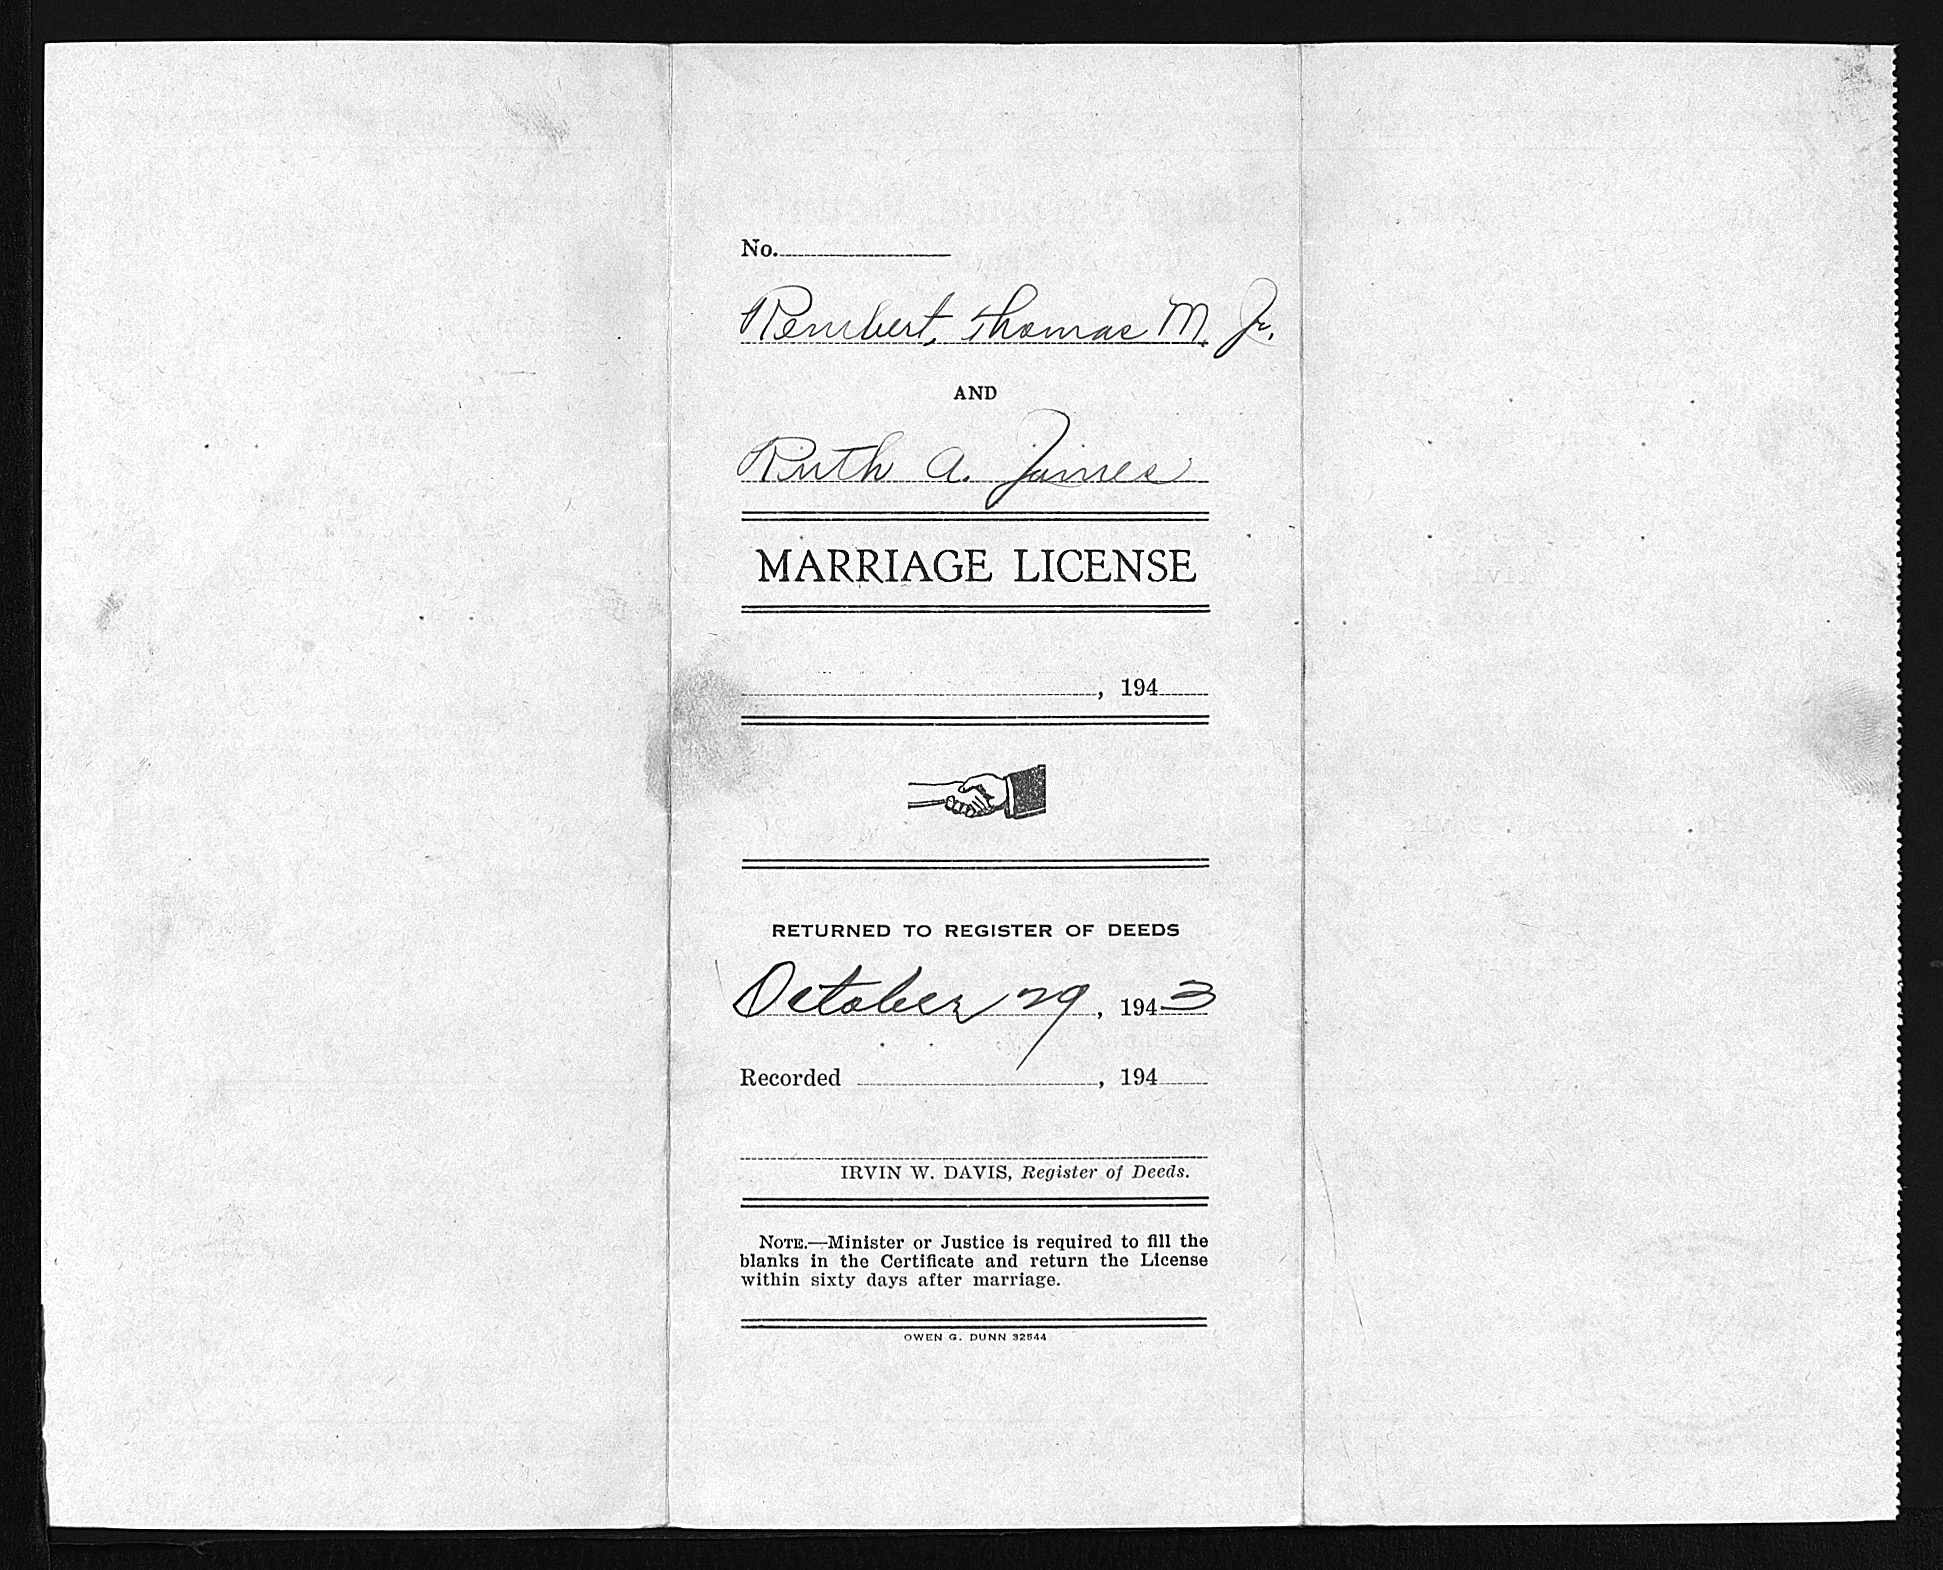 No.
Rembert, Thomas M. Jr.
AND
Ruth A. James
MARRIAGE LICENSE
, 194
RETURNED TO REGISTER OF DEEDS
October 29, 1943
Recorded , 194
IRVIN W. DAVIS, Register of Deeds.
NOTE.—Minister or Justice is required to fill the
blanks in the Certificate and return the License
within sixty days after marriage.
OWEN G. DUNN 32544